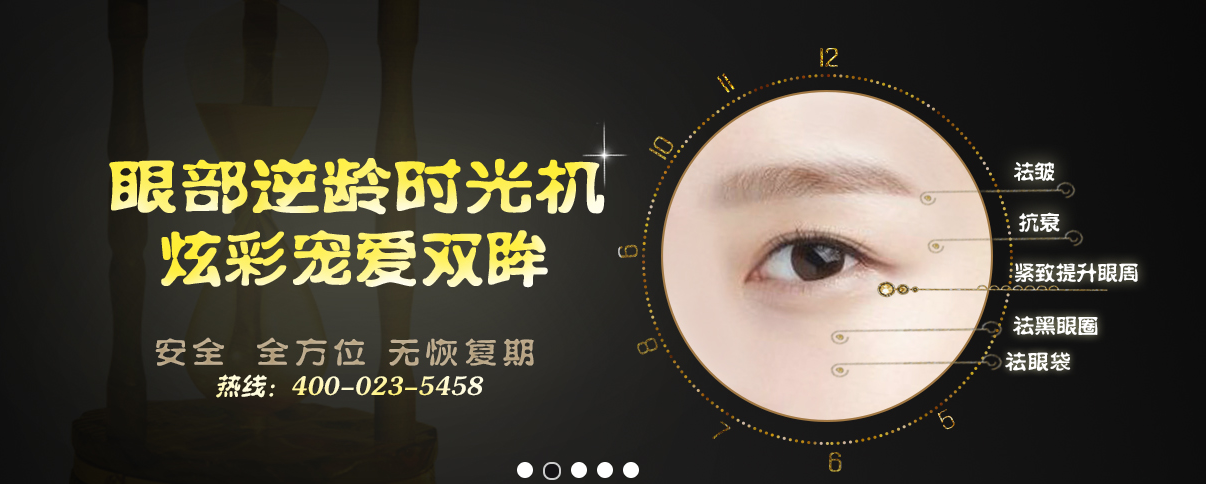 眼部逆龄时光机
炫彩宠爱双眸
安全 全方位 无恢复期
热线：400-023-5458
12
11
10
9
8
7
6
5
祛皱
抗衰
紧致提升眼周
祛黑眼圈
祛眼袋